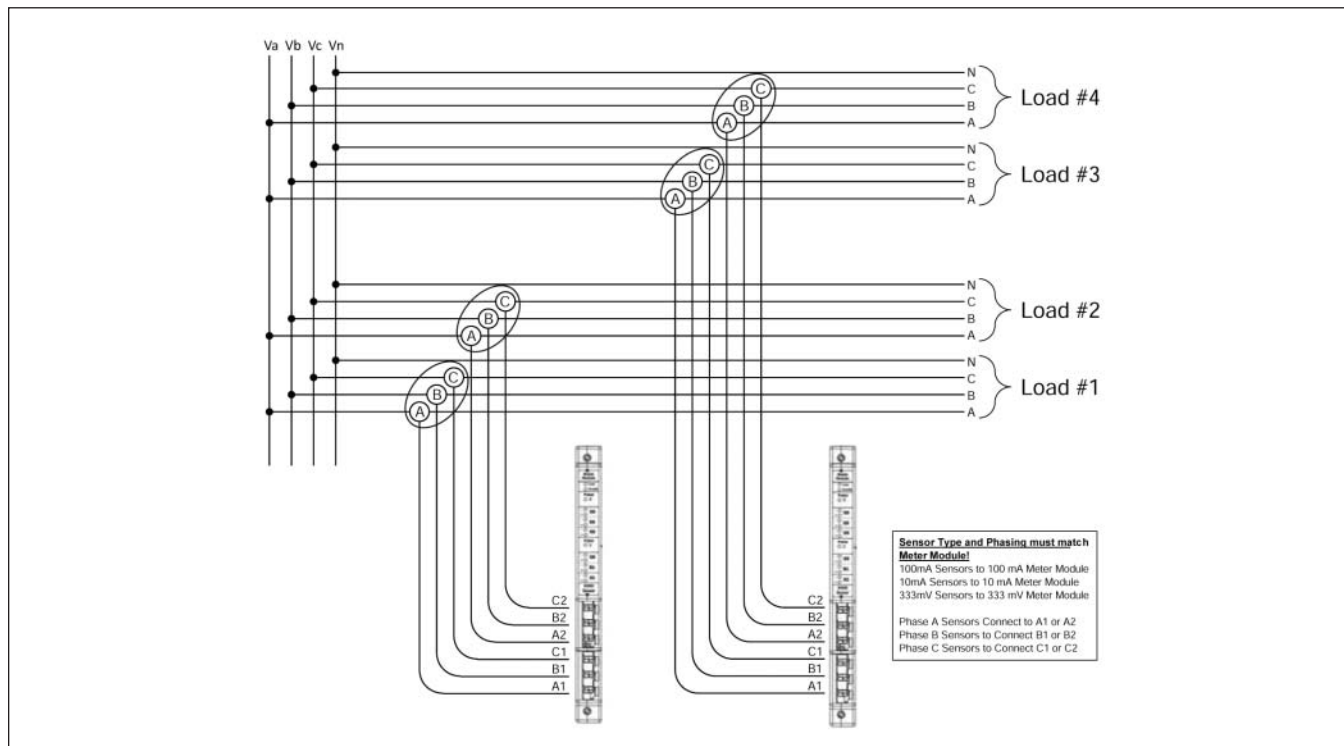 Va Vb Vc Vn
N
C
C
B
B
A
A
Load #4
N
C
C
B
B
A
A
Load #3
N
C
C
B
B
A
A
Load #2
N
C
C
B
B
A
A
Load #1
C2
B2
A2
C1
B1
A1
C2
B2
A2
C1
B1
A1
Sensor Type and Phasing must match
Meter Module!
100mA Sensors to 100 mA Meter Module
10mA Sensors to 10 mA Meter Module
333mV Sensors to 333 mV Meter Module
Phase A Sensors Connect to A1 or A2
Phase B Sensors to Connect B1 or B2
Phase C Sensors to Connect C1 or C2